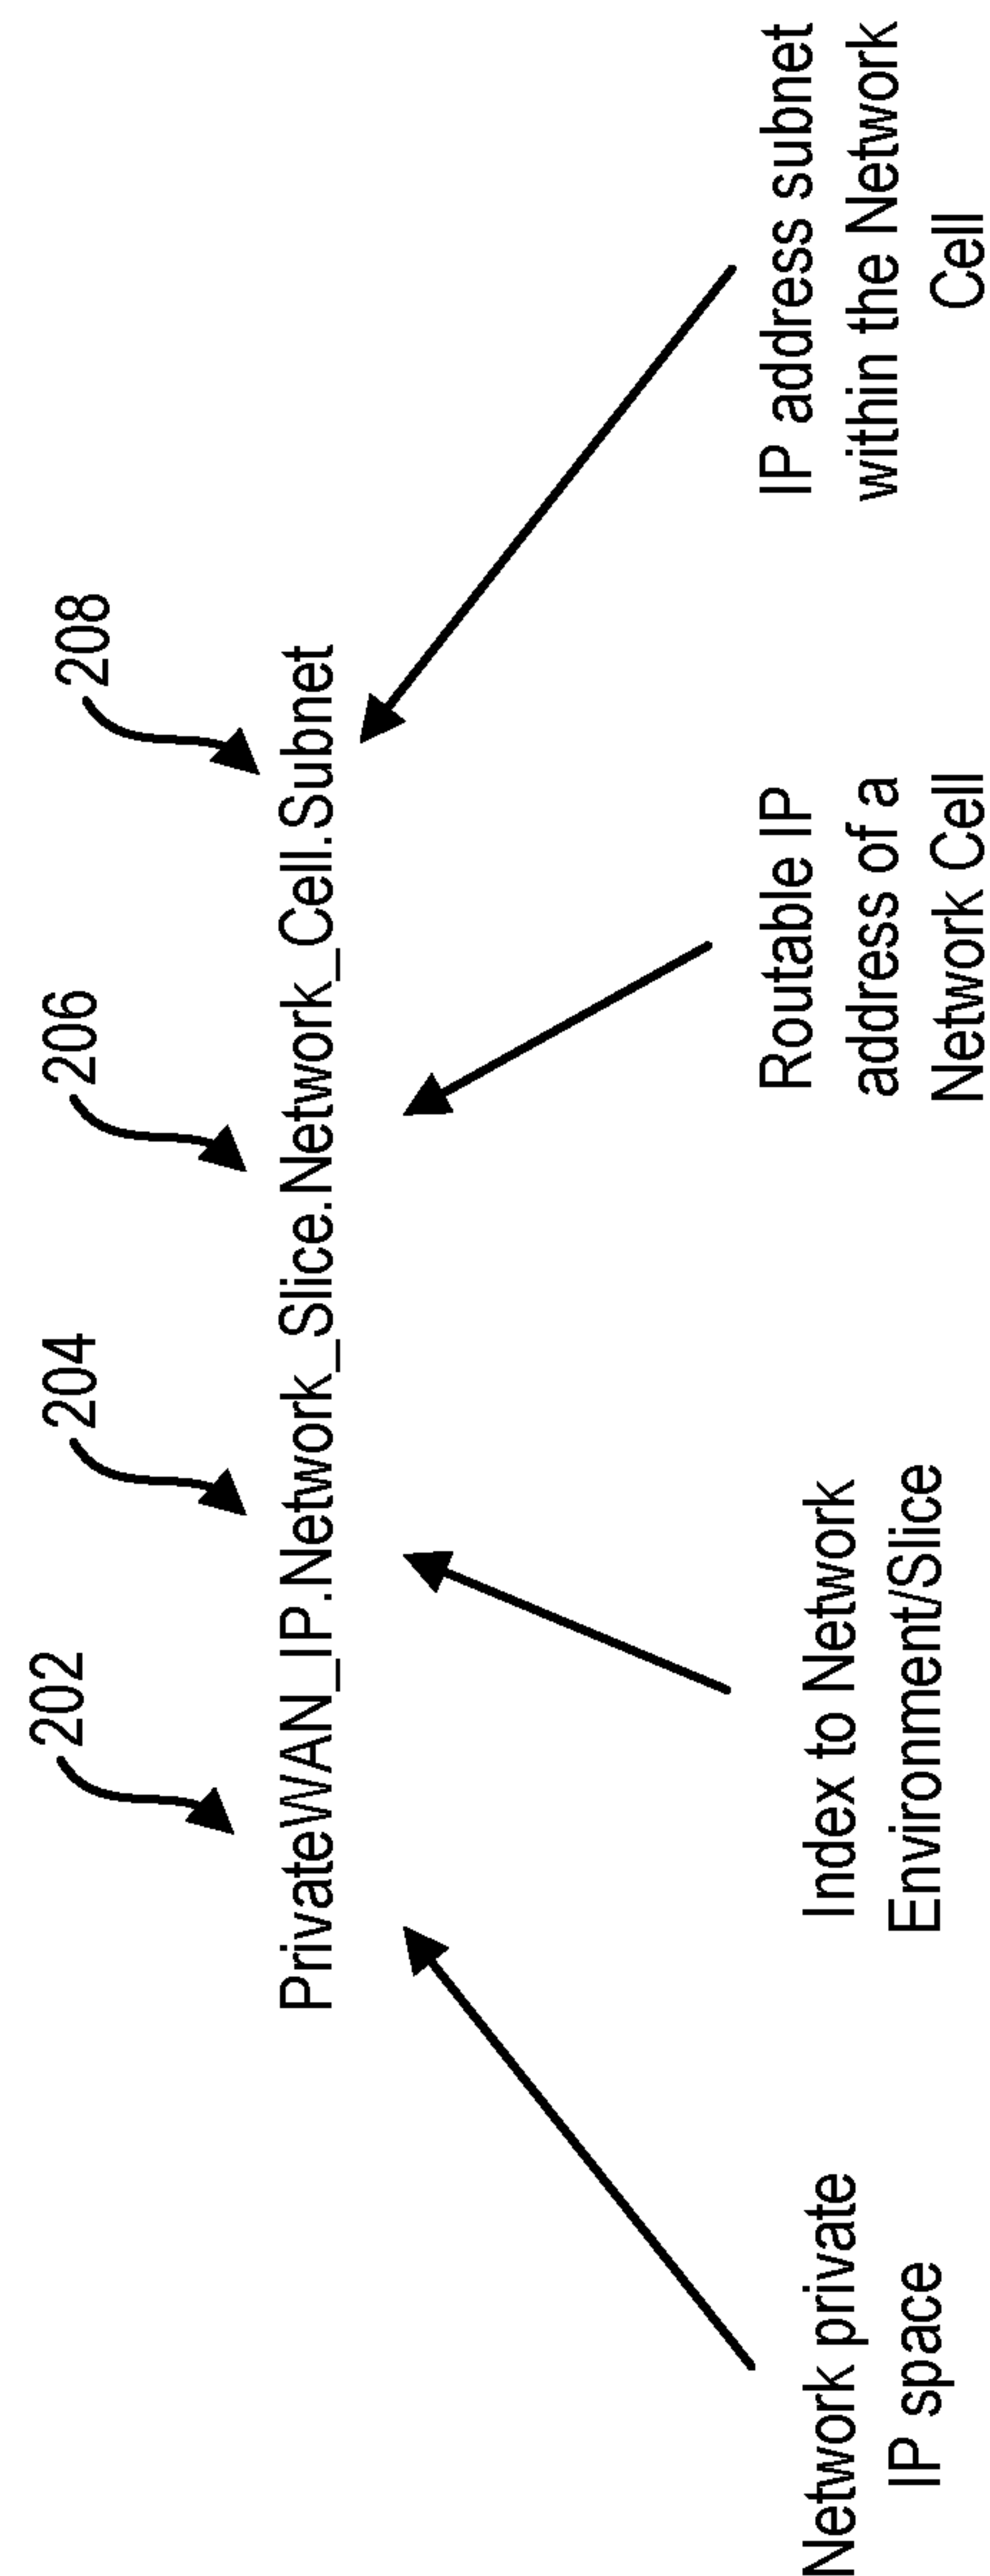 202
204
206
208
PrivateWAN_IP.Network_Slice.Network_Cell.Subnet
Network private
IP space
Index to Network
Environment/Slice
Routable IP
address of a
Network Cell
IP address subnet
within the Network
Cell